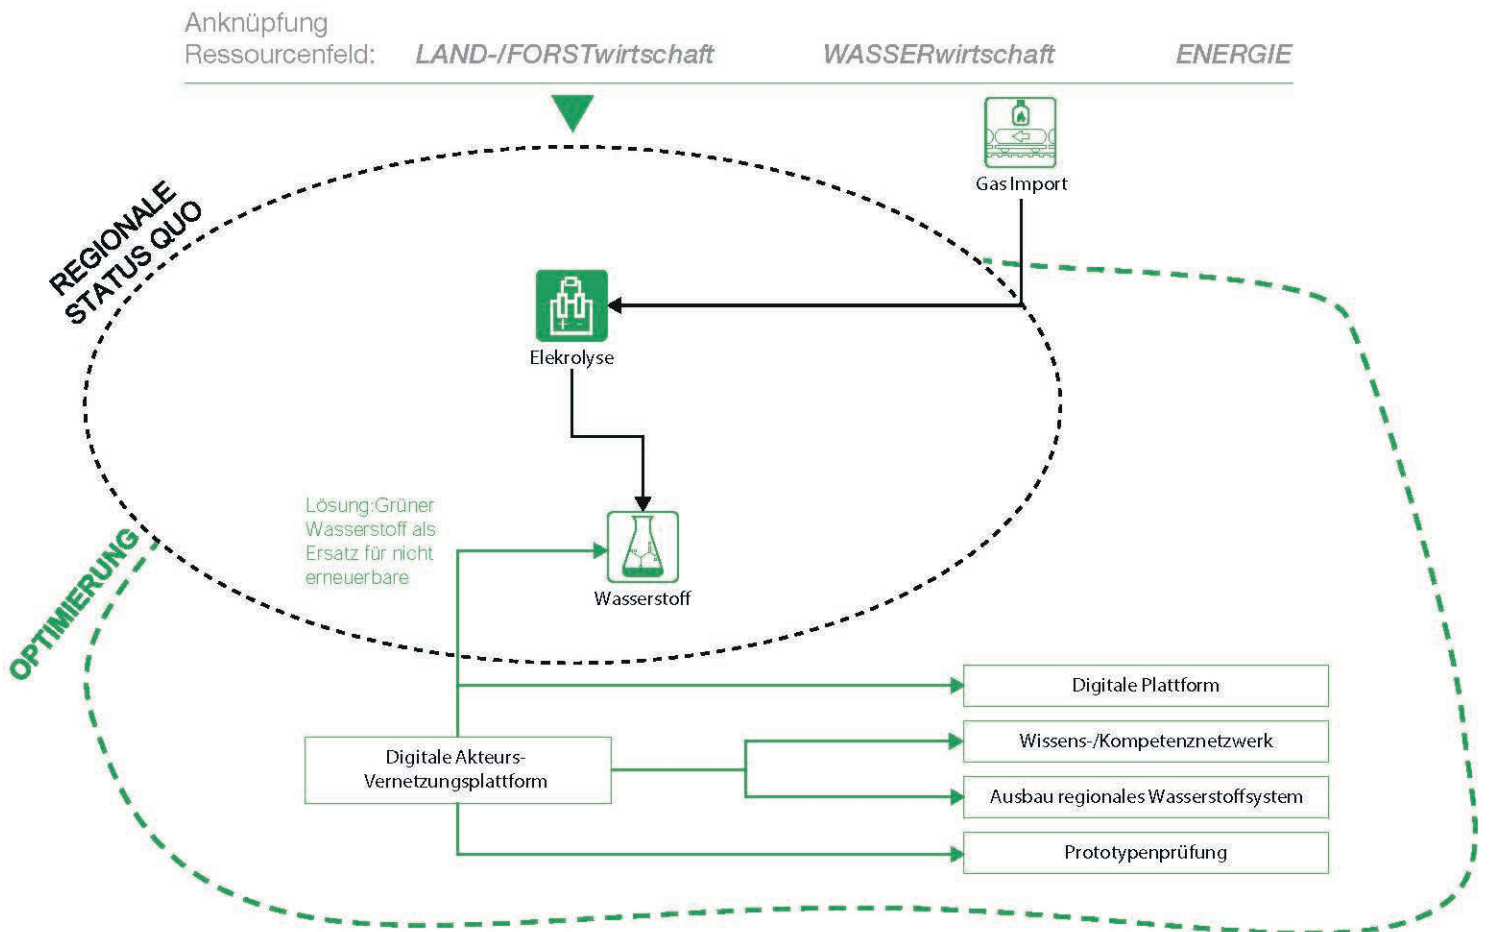 Anknüpfung
Ressourcenfeld: LAND-/FORSTwirtschaft WASSERwirtschaft ENERGIE
Gas Import
REGIONALE
STATUS QUO
Elekrolyse
Lösung:Grüner
Wasserstoff als
Ersatz für nicht
erneuerbare
Wasserstoff
OPTIMIERUNG
Digitale Plattform
Digitale Akteurs-
Vernetzungsplattform
Wissens-/Kompetenznetzwerk
Ausbau regionales Wasserstoffsystem
Prototypenprüfung